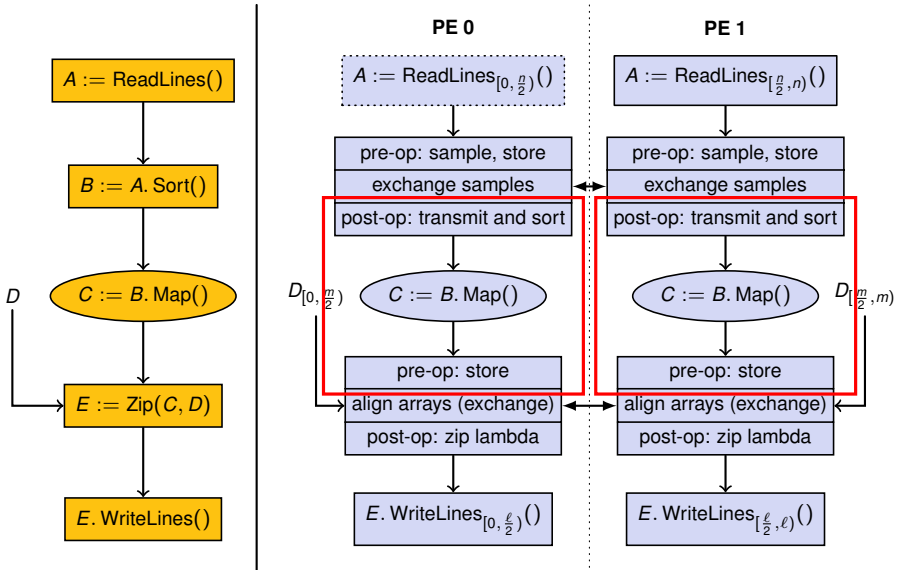 PE 0
PE 1
A := ReadLines()
A := ReadLines[0, n/2)()
A := ReadLines[n/2, n)()
pre-op: sample, store
pre-op: sample, store
B := A. Sort()
exchange samples
exchange samples
post-op: transmit and sort
post-op: transmit and sort
D
C := B. Map()
D[0, m/2)
C := B. Map()
C := B. Map()
D[m/2, m)
pre-op: store
pre-op: store
E := Zip(C, D)
align arrays (exchange)
align arrays (exchange)
post-op: zip lambda
post-op: zip lambda
E. WriteLines()
E. WriteLines[0, ℓ/2)()
E. WriteLines[ℓ/2, ℓ)()